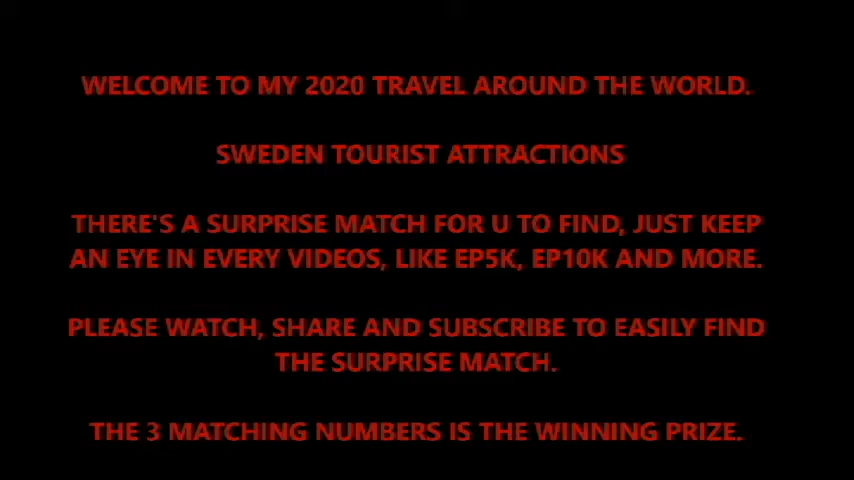 WELCOME TO MY 2020 TRAVEL AROUND THE WORLD.
SWEDEN TOURIST ATTRACTIONS
THERE'S A SURPRISE MATCH FOR U TO FIND, JUST KEEP
AN EYE IN EVERY VIDEOS, LIKE EP5K, EP10K AND MORE.
PLEASE WATCH, SHARE AND SUBSCRIBE TO EASILY FIND
THE SURPRISE MATCH.
THE 3 MATCHING NUMBERS IS THE WINNING PRIZE.